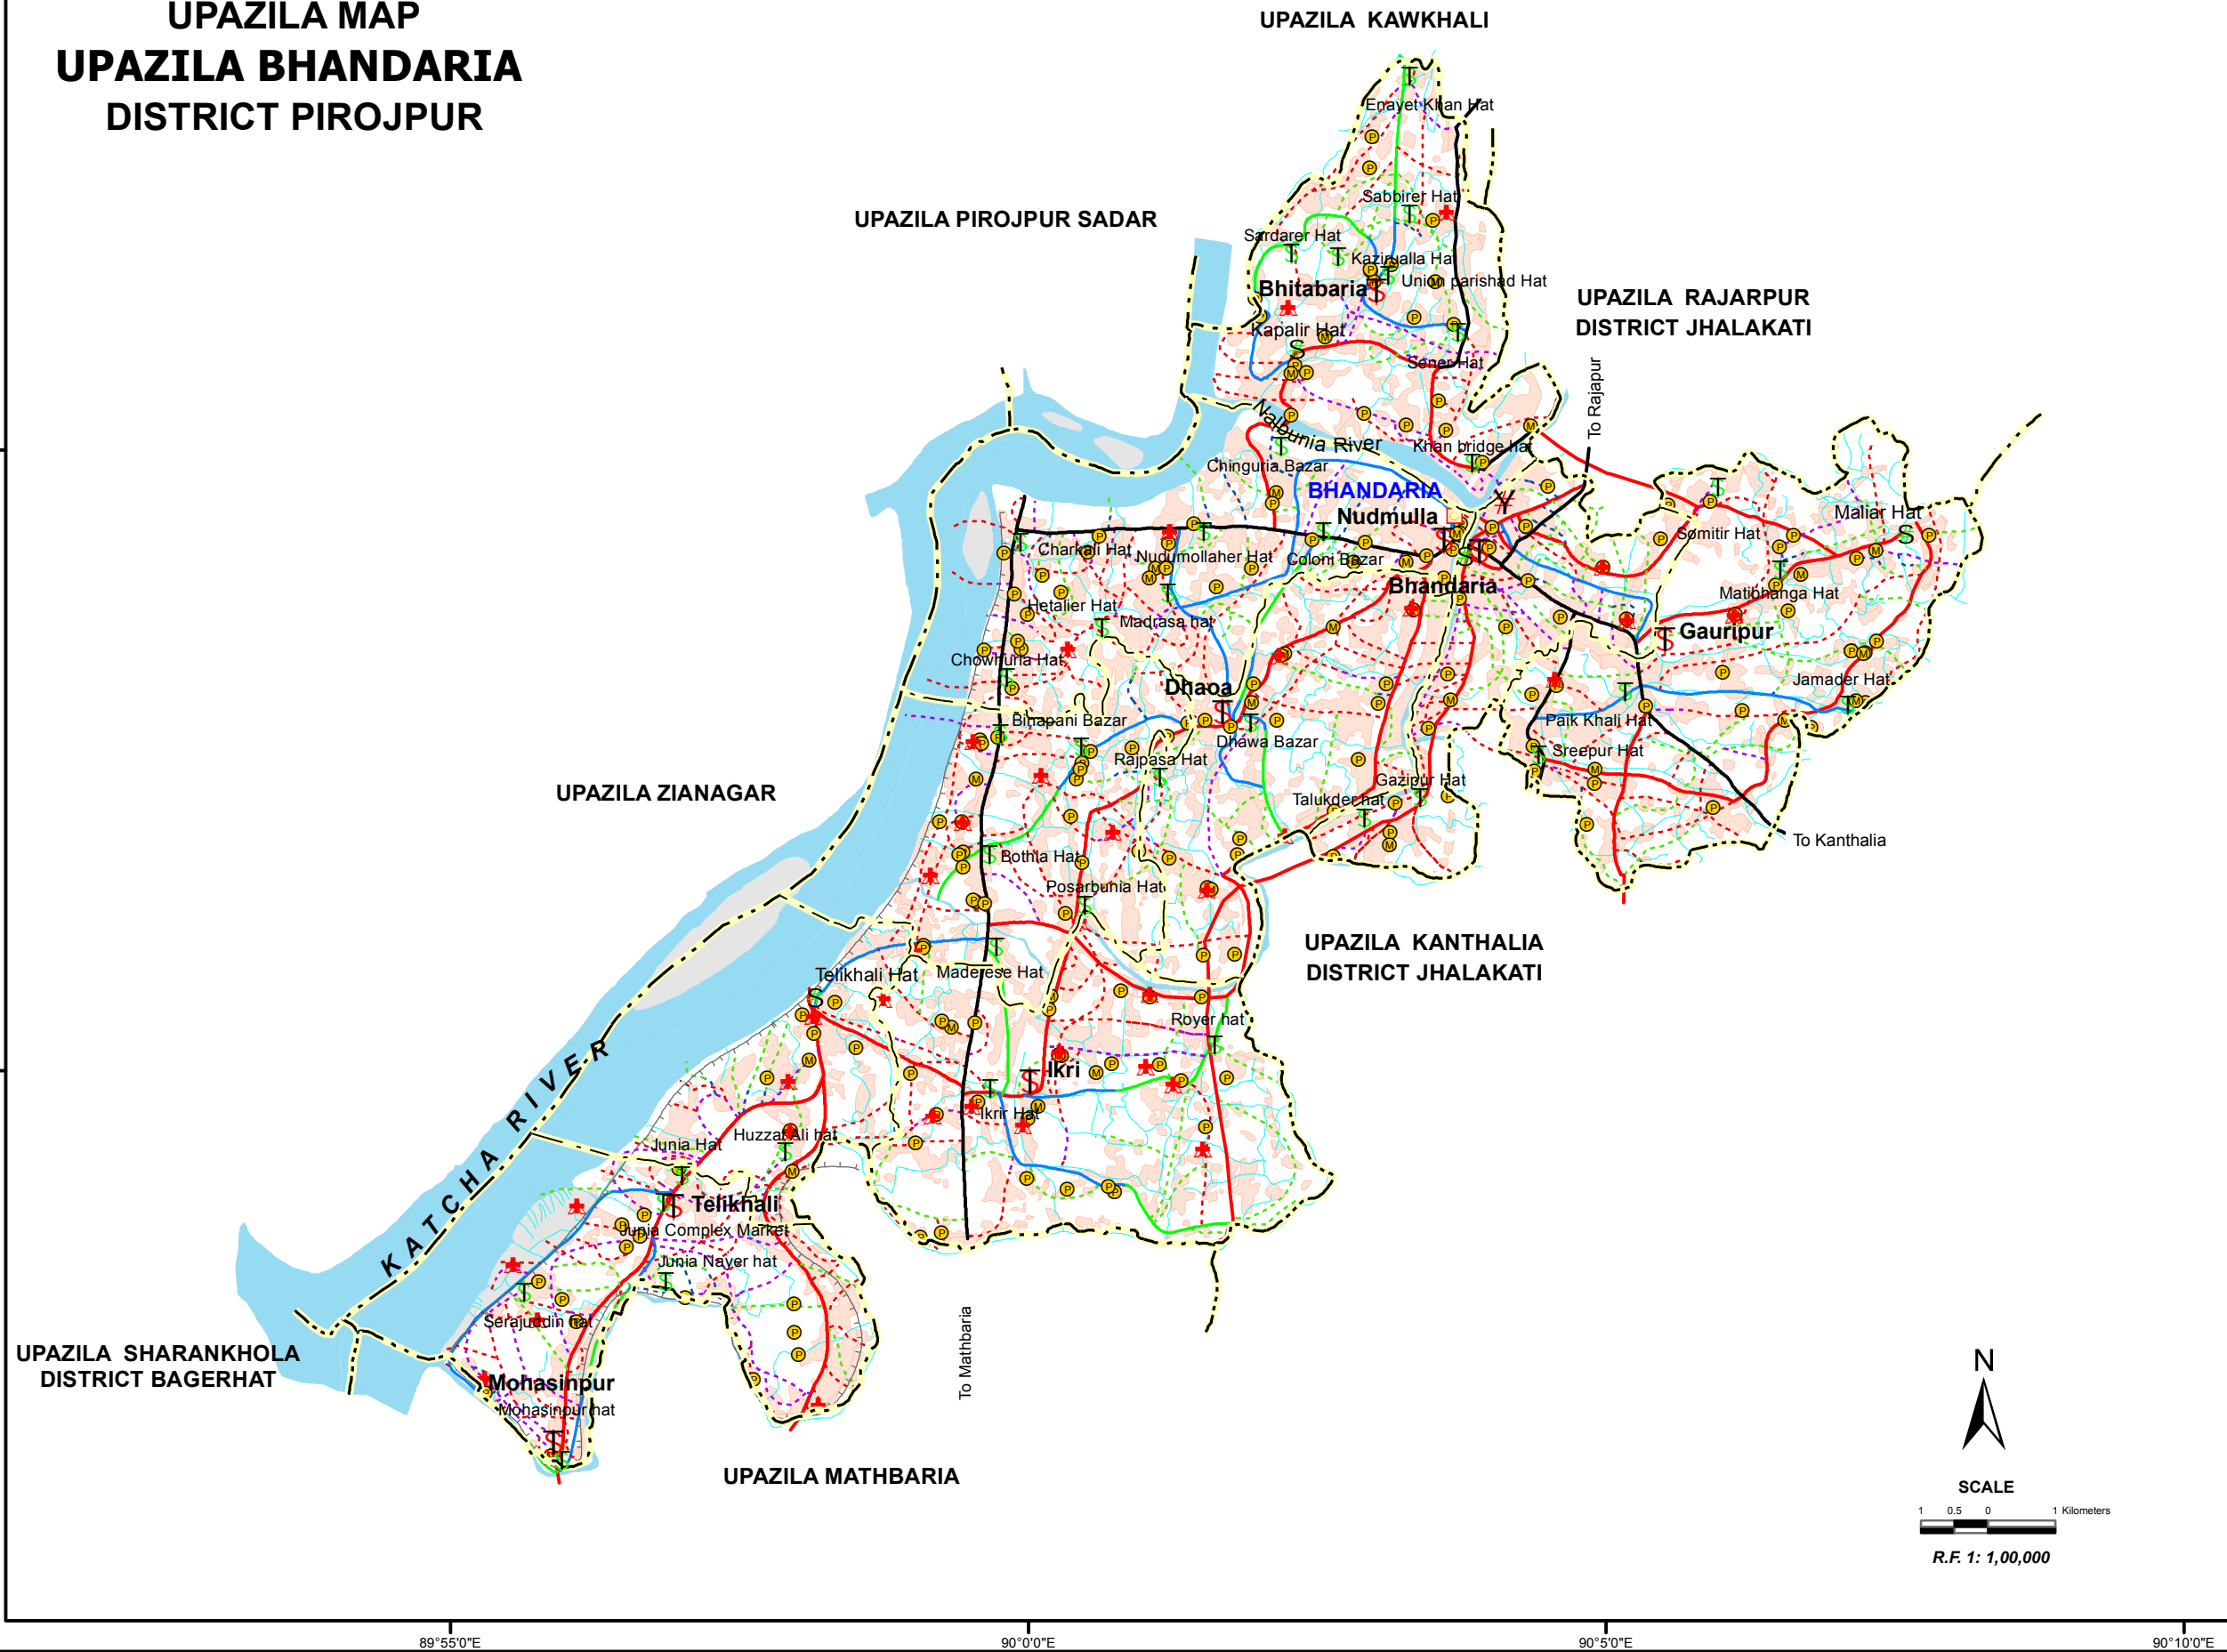 UPAZILA MAP
UPAZILA BHANDARIA
DISTRICT PIROJPUR
UPAZILA KAWKHALI
Enayet Khan Hat
Sabbirer Hat
UPAZILA PIROJPUR SADAR
Sardarer Hat
Kazirualla Hat
Union parishad Hat
Bhitabaria
UPAZILA RAJARPUR
DISTRICT JHALAKATI
Kapalir Hat
Sener Hat
To Rajapur
Nalbunia River
Khan bridge hat
Chinguria Bazar
BHANDARIA
Nudmulla
Maliar Hat
Somitir Hat
Charkali Hat
Nudumollaher Hat
Coloni Bazar
Bhandaria
Matibhanga Hat
Hetalier Hat
Madrasa hat
Gauripur
Chowhuria Hat
Jamader Hat
Dhaoa
Binapani Bazar
Paik Khali Hat
Dhawa Bazar
Sreepur Hat
Rajpasa Hat
Gazipur Hat
UPAZILA ZIANAGAR
Talukder hat
To Kanthalia
Bothla Hat
Posarbunia Hat
UPAZILA KANTHALIA
DISTRICT JHALAKATI
Telikhali Hat
Maderese Hat
Royer hat
KATCHA RIVER
Ikri
Ikrir Hat
Huzzat Ali hat
Junia Hat
Telikhali
Junia Complex Market
Junia Nayer hat
Serajuddin hat
To Mathbaria
UPAZILA SHARANKHOLA
DISTRICT BAGERHAT
Mohasinpur
Mohasinpur hat
UPAZILA MATHBARIA
N
SCALE
1 0.5 0 1 Kilometers
R.F. 1: 1,00,000
89°55'0"E 90°0'0"E 90°5'0"E 90°10'0"E